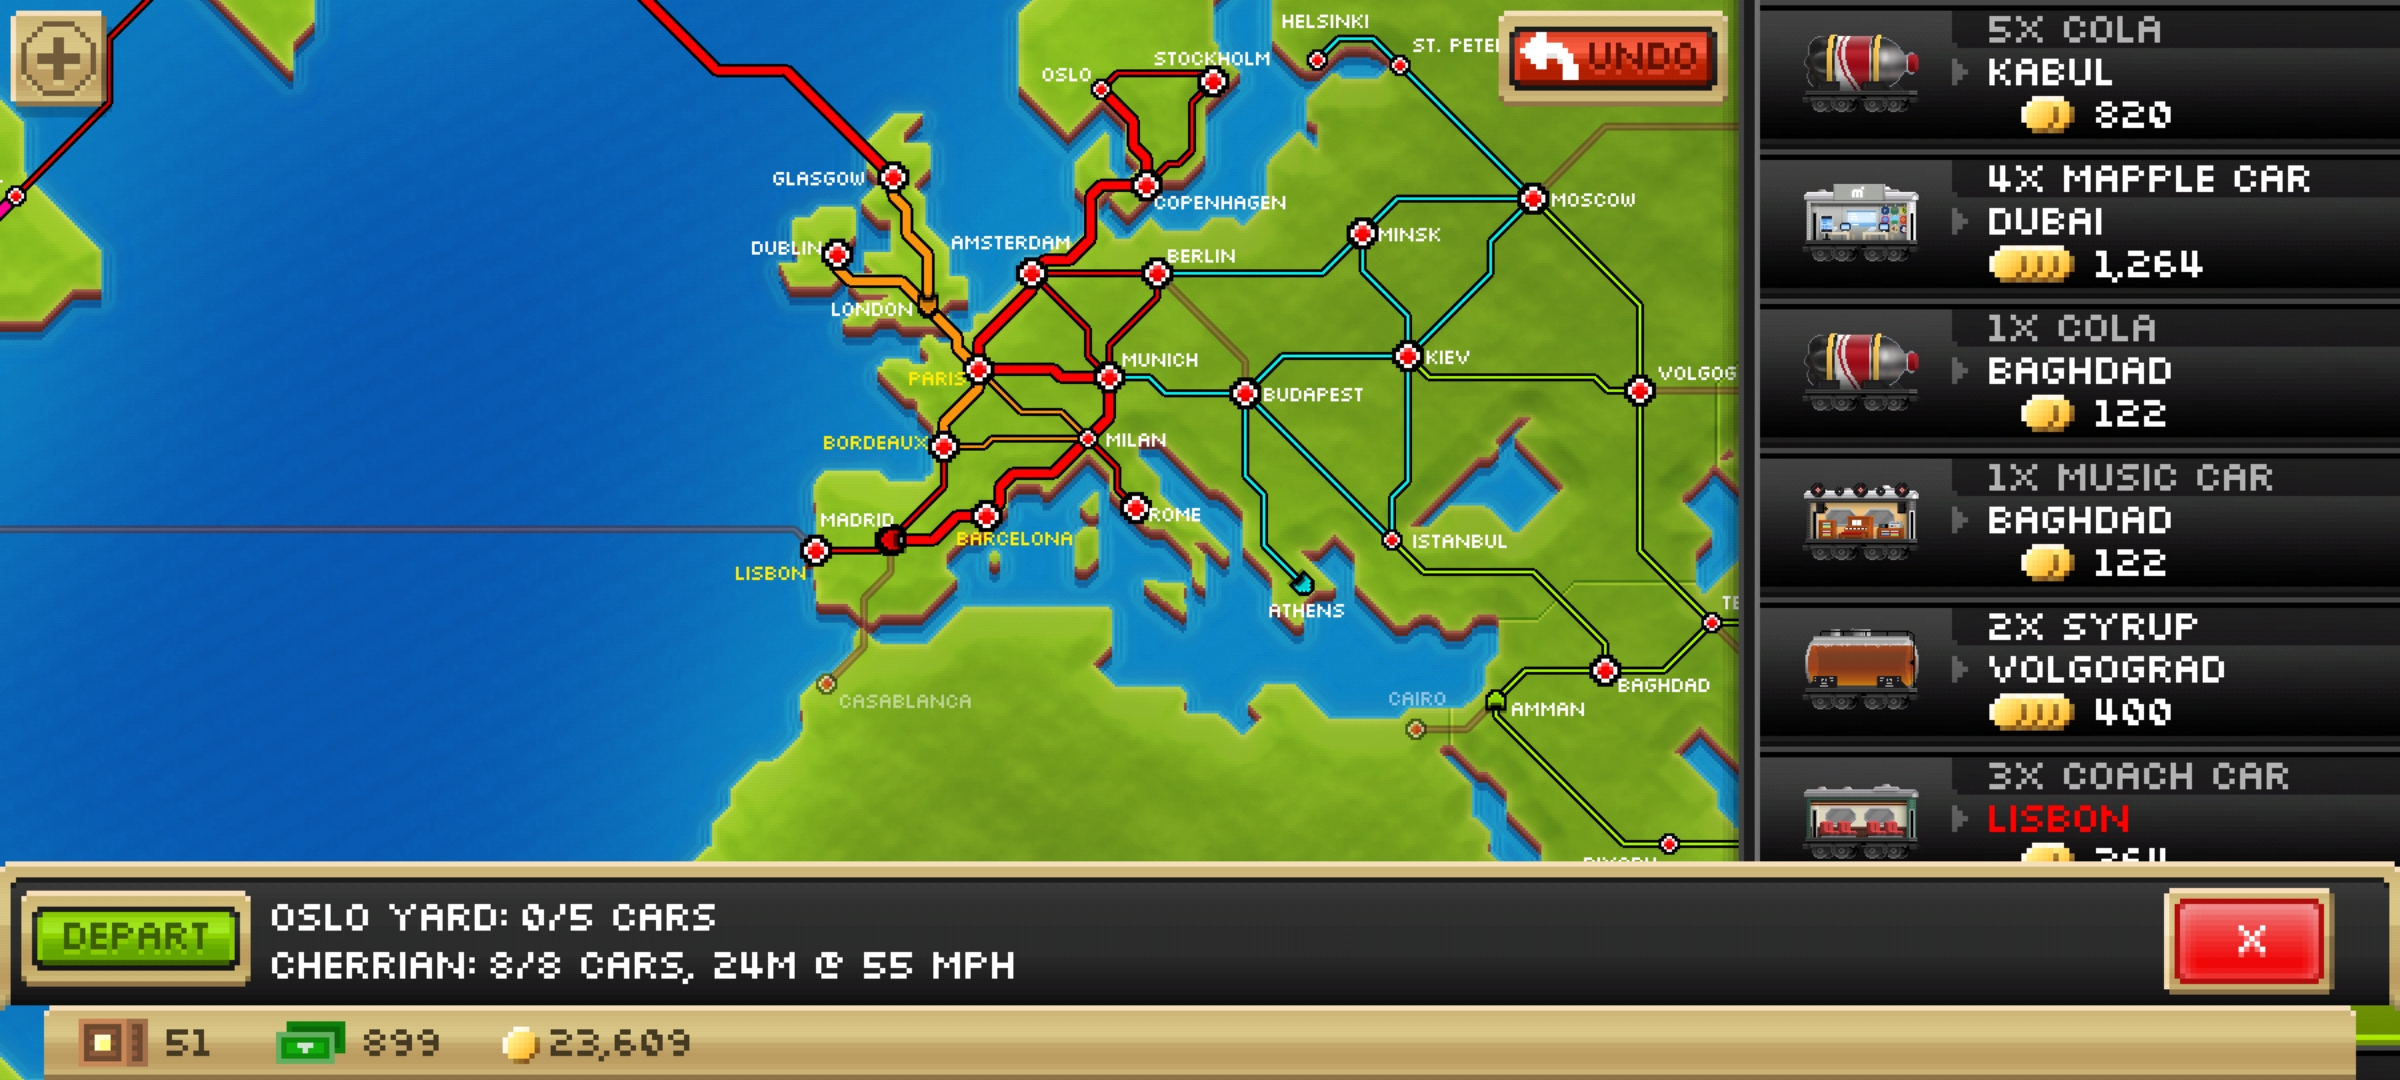 HELSINKI
ST. PETE
STOCKHOLM
OSLO
UNDO
GLASGOW
COPENHAGEN
MOSCOW
MINSK
DUBLIN
AMSTERDAM
BERLIN
LONDON
MUNICH
KIEV
PARIS
VOLGOG
BUDAPEST
BORDEAUX
MILAN
MADRID
ROME
BARCELONA
ISTANBUL
LISBON
ATHENS
TE
CASABLANCA
CAIRO
AMMAN
BAGHDAD
5X COLA
KABUL
820
4X MAPPLE CAR
DUBAI
1,264
1X COLA
BAGHDAD
122
1X MUSIC CAR
BAGHDAD
122
2X SYRUP
VOLGOGRAD
400
3X COACH CAR
LISBON
DEPART
OSLO YARD: 0/5 CARS
CHERRIAN: 8/8 CARS, 24M @ 55 MPH
X
51
899
23,609